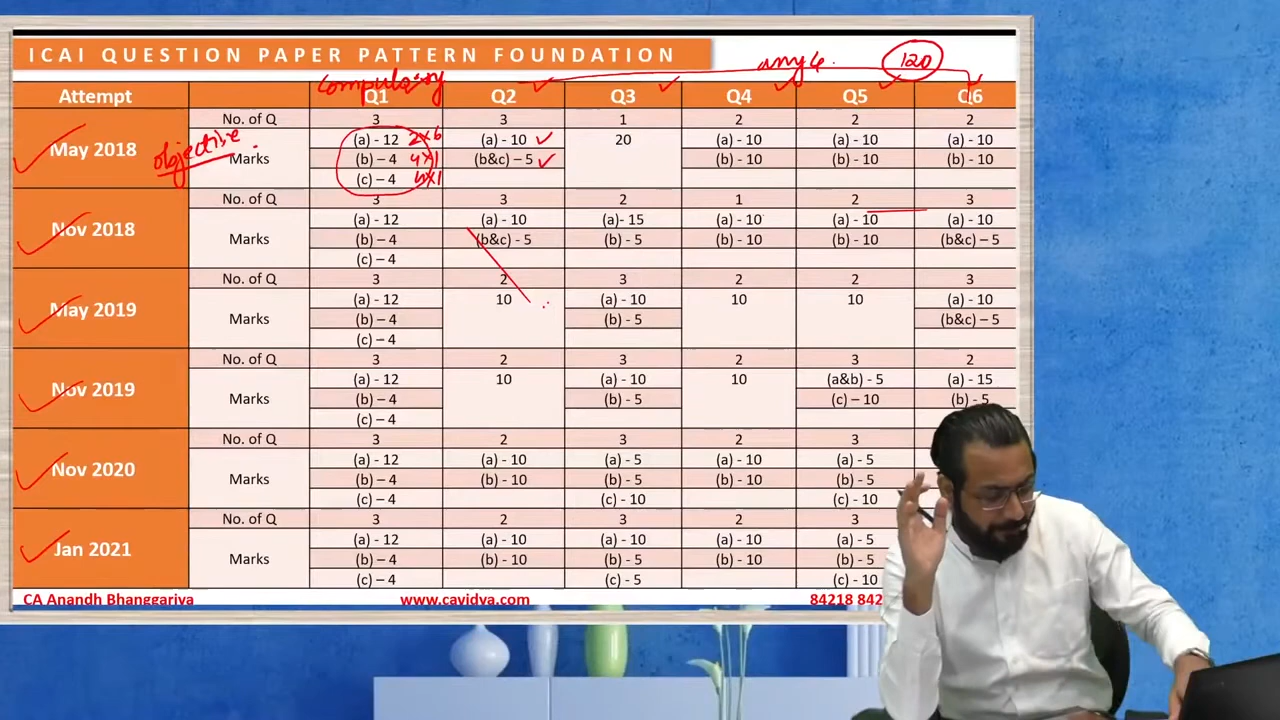 ICAI QUESTION PAPER PATTERN FOUNDATION
any 4. 120
compulsory
Attempt Q1 Q2 Q3 Q4 Q5 Q6
May 2018 No. of Q 3 3 1 2 2 2
objective Marks (a) - 12 2x6 (a) - 10 20 (a) - 10 (a) - 10 (a) - 10
(b) – 4 4x1 (b&c) – 5 (b) - 10 (b) - 10 (b) - 10
(c) – 4 4x1
Nov 2018 No. of Q 3 3 2 1 2 3
Marks (a) - 12 (a) - 10 (a)- 15 (a) - 10 (a) - 10 (a) - 10
(b) – 4 (b&c) - 5 (b) - 5 (b) - 10 (b) - 10 (b&c) – 5
(c) – 4
May 2019 No. of Q 3 2 3 2 2 3
Marks (a) - 12 10 (a) - 10 10 10 (a) - 10
(b) – 4 (b) - 5 (b&c) – 5
(c) – 4
Nov 2019 No. of Q 3 2 3 2 3 2
Marks (a) - 12 10 (a) - 10 10 (a&b) - 5 (a) - 15
(b) – 4 (b) - 5 (c) – 10 (b) - 5
(c) – 4
Nov 2020 No. of Q 3 2 3 2 3
Marks (a) - 12 (a) - 10 (a) - 5 (a) - 10 (a) - 5
(b) – 4 (b) - 10 (b) - 5 (b) - 10 (b) - 5
(c) – 4 (c) - 10 (c) - 10
Jan 2021 No. of Q 3 2 3 2 3
Marks (a) - 12 (a) - 10 (a) - 10 (a) - 10 (a) - 5
(b) – 4 (b) - 10 (b) - 5 (b) - 10 (b) - 5
(c) – 4 (c) - 5 (c) - 10
CA Anandh Bhanggariva www.cavidva.com 84218 842